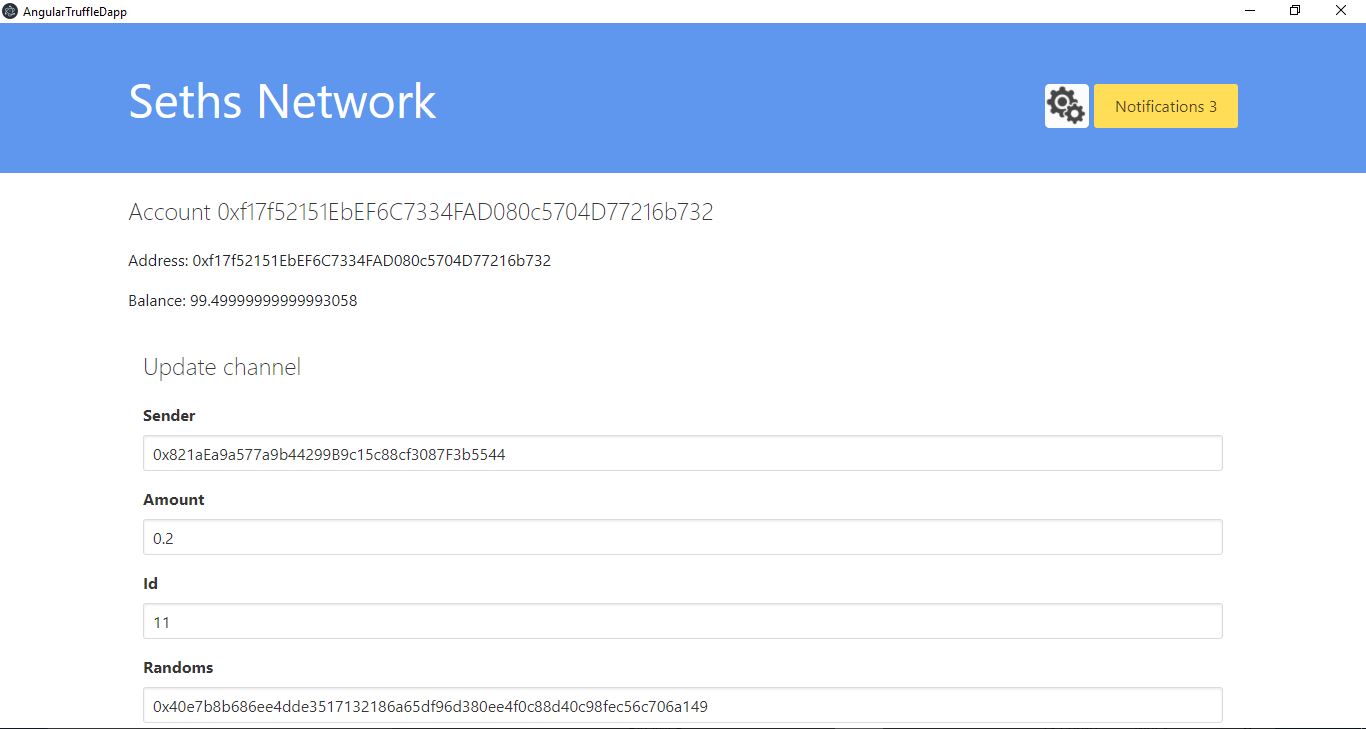 AngularTruffleDapp
Seths Network
Notifications 3
Account 0xf17f52151EbEF6C7334FAD080c5704D77216b732
Address: 0xf17f52151EbEF6C7334FAD080c5704D77216b732
Balance: 99.49999999999993058
Update channel
Sender
0x821aEa9a577a9b44299B9c15c88cf3087F3b5544
Amount
0.2
Id
11
Randoms
0x40e7b8b686ee4dde3517132186a65df96d380ee4f0c88d40c98fec56c706a149